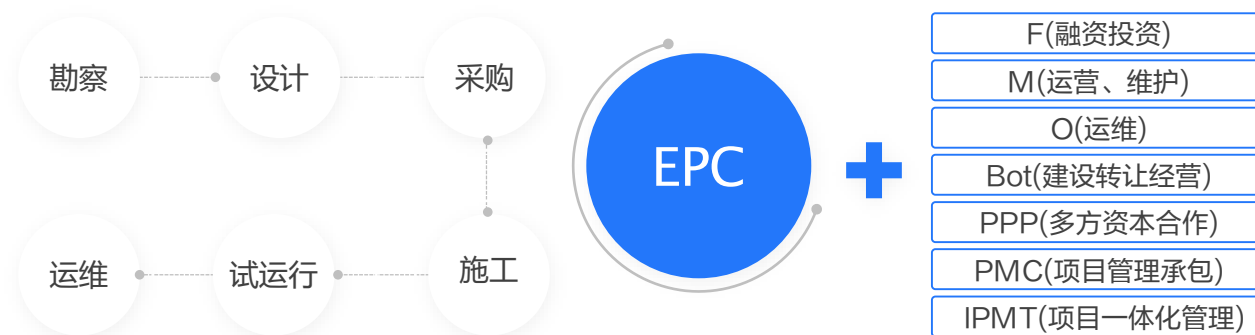 勘察
设计
采购
施工
试运行
运维
EPC
F(融资投资)
M(运营、维护)
O(运维)
Bot(建设转让经营)
PPP(多方资本合作)
PMC(项目管理承包)
IPMT(项目一体化管理)